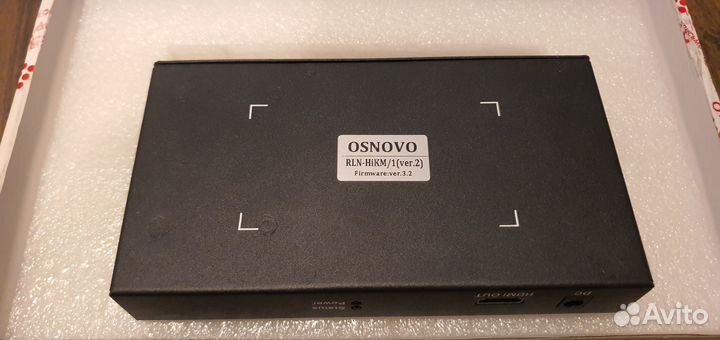 OSNOVO
RLN-HiKM/1(ver.2)
Firmware:ver.3.2
Status
Power
HDMI OUT
DC
Avito